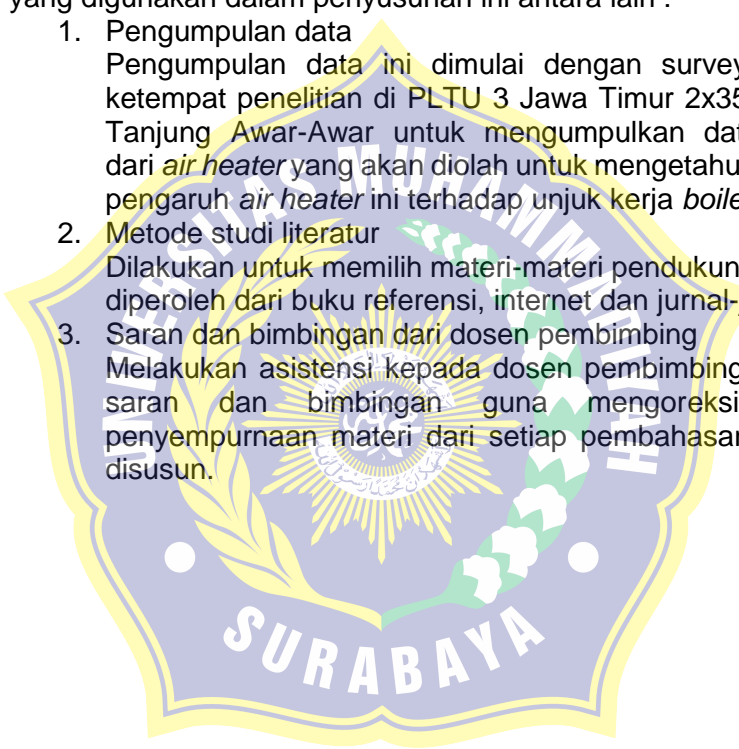 yang digunakan dalam penyusunan ini antara lain :
1. Pengumpulan data
Pengumpulan data ini dimulai dengan survey
ketempat penelitian di PLTU 3 Jawa Timur 2x35
Tanjung Awar-Awar untuk mengumpulkan dat
dari air heater yang akan diolah untuk mengetahu
pengaruh air heater ini terhadap unjuk kerja boile
2. Metode studi literatur
Dilakukan untuk memilih materi-materi pendukun
diperoleh dari buku referensi, internet dan jurnal-
3. Saran dan bimbingan dari dosen pembimbing
Melakukan asistensi kepada dosen pembimbing
saran dan bimbingan guna mengoreksi
penyempurnaan materi dari setiap pembahasan
disusun.
UNIVERSITAS MUHAMMADIYAH
SURABAYA